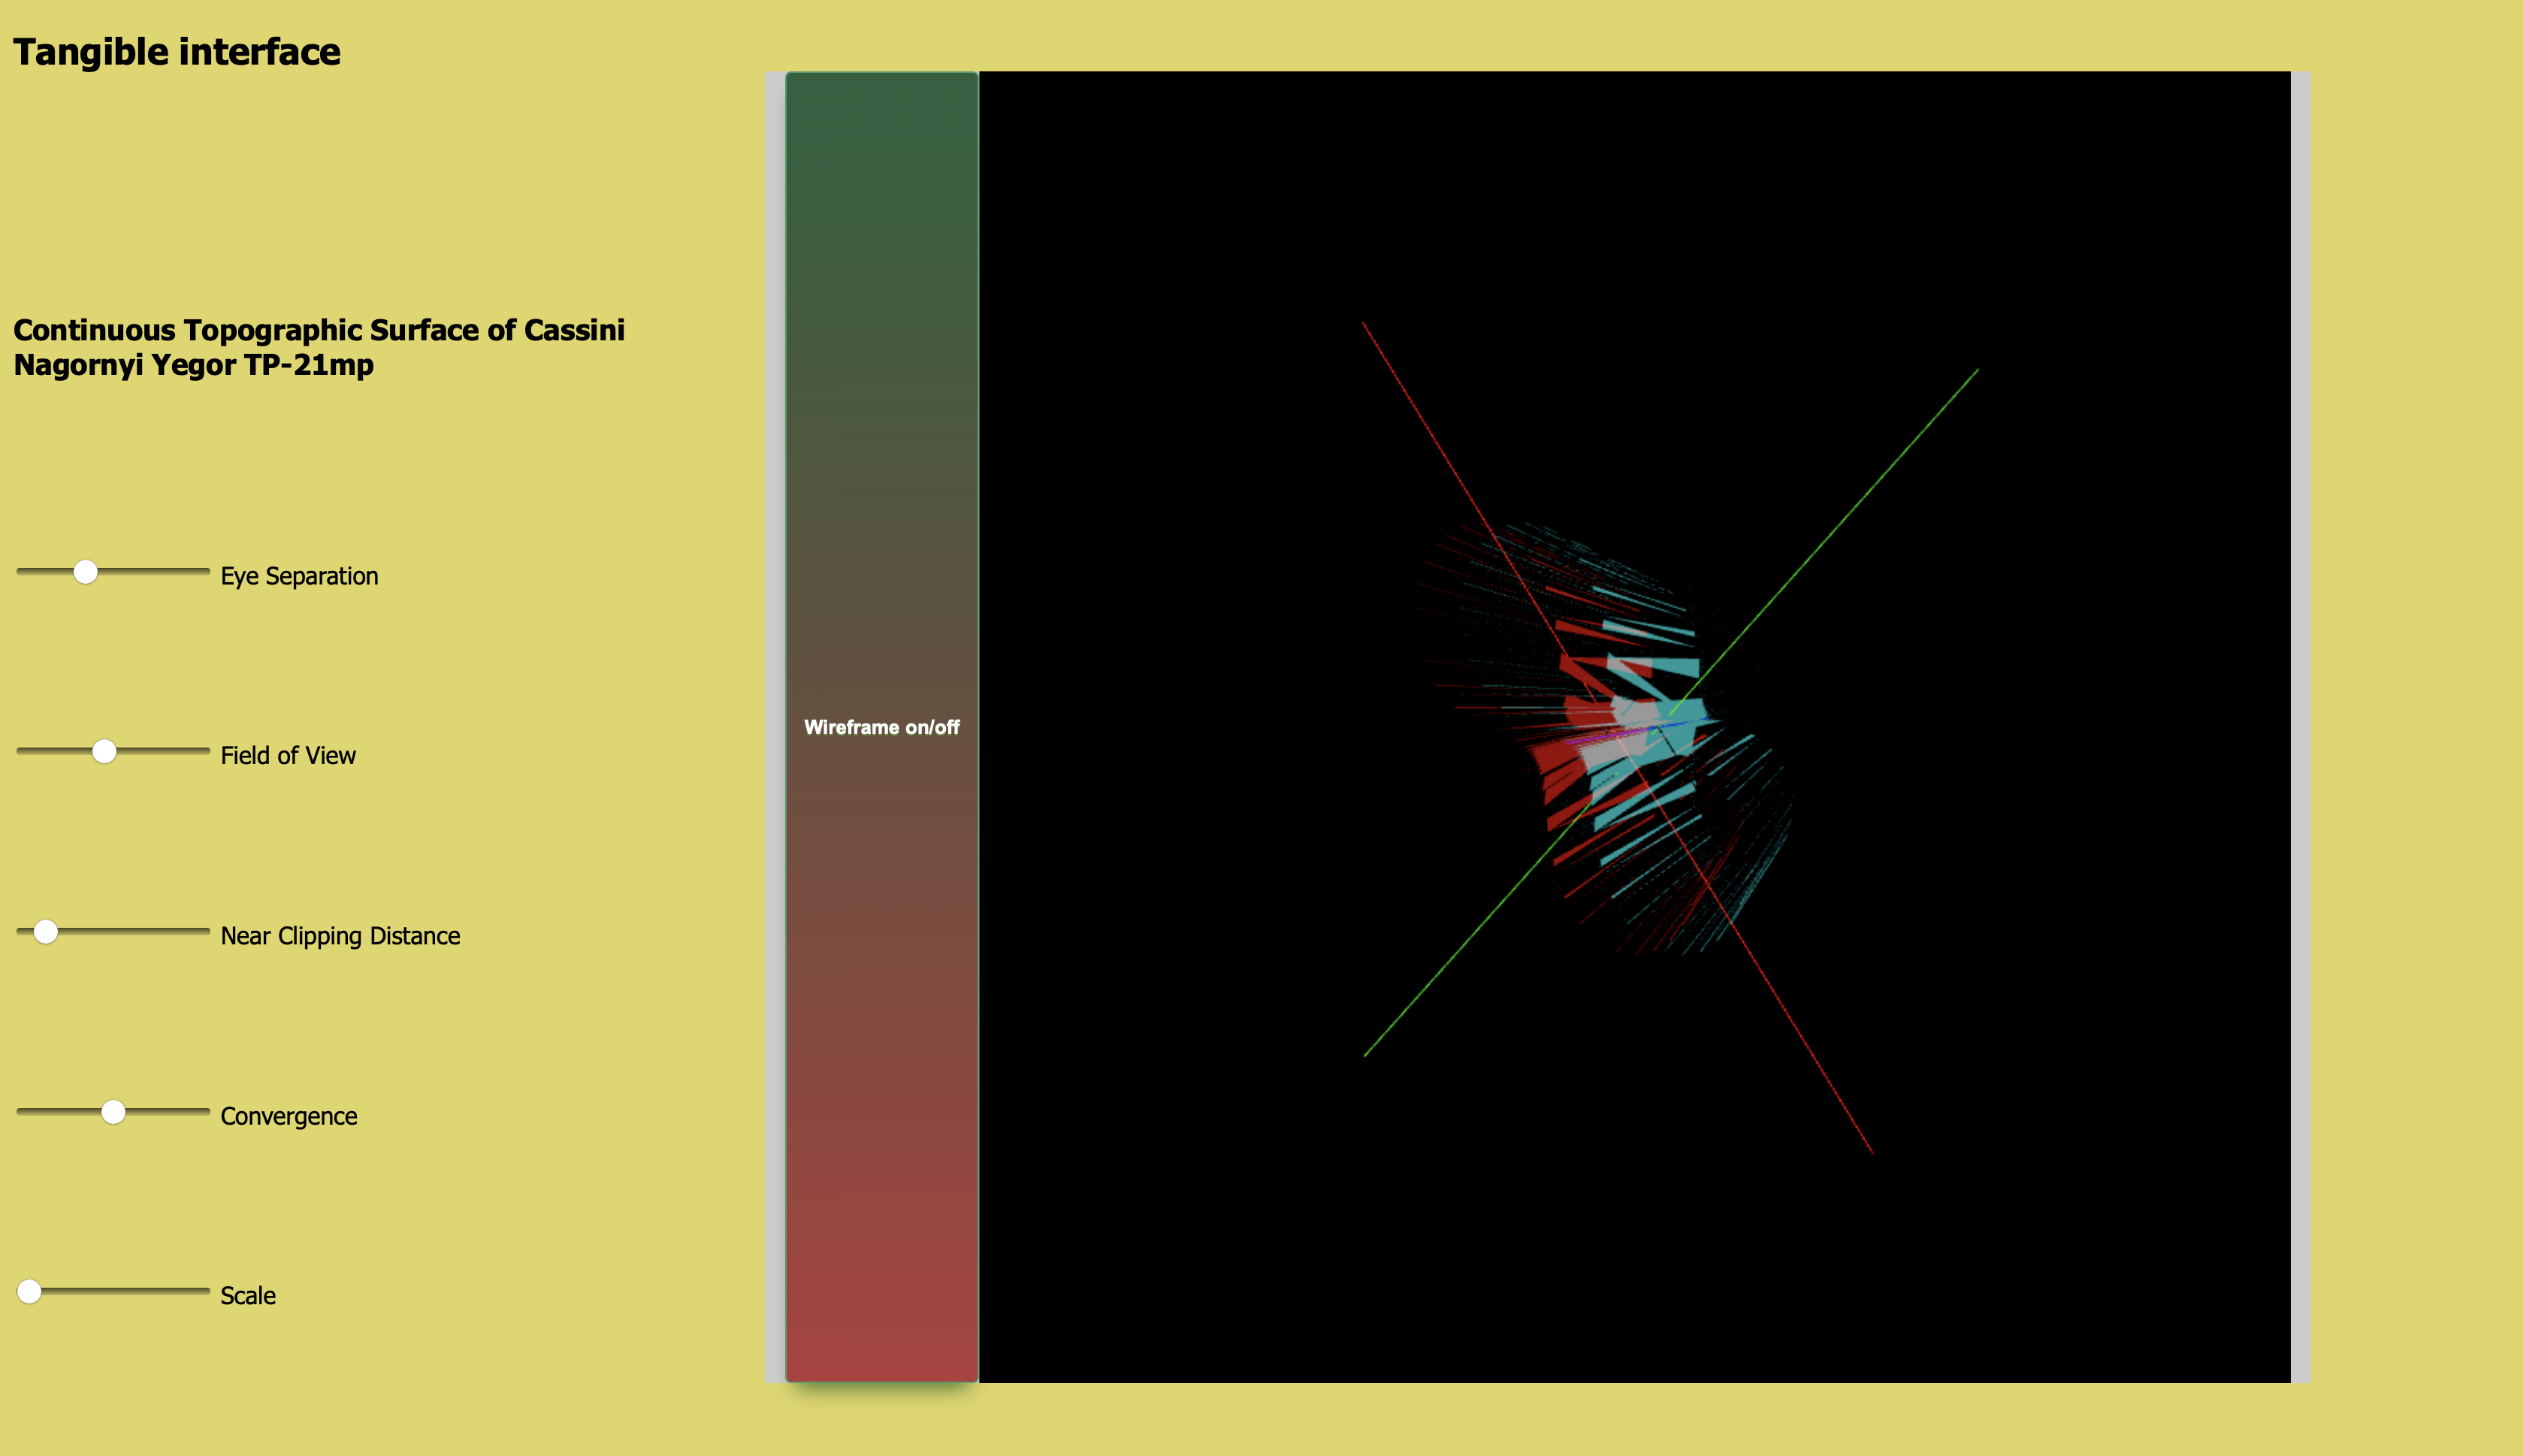 Tangible interface
Continuous Topographic Surface of Cassini
Nagornyi Yegor TP-21mp
Eye Separation
Field of View
Wireframe on/off
Near Clipping Distance
Convergence
Scale